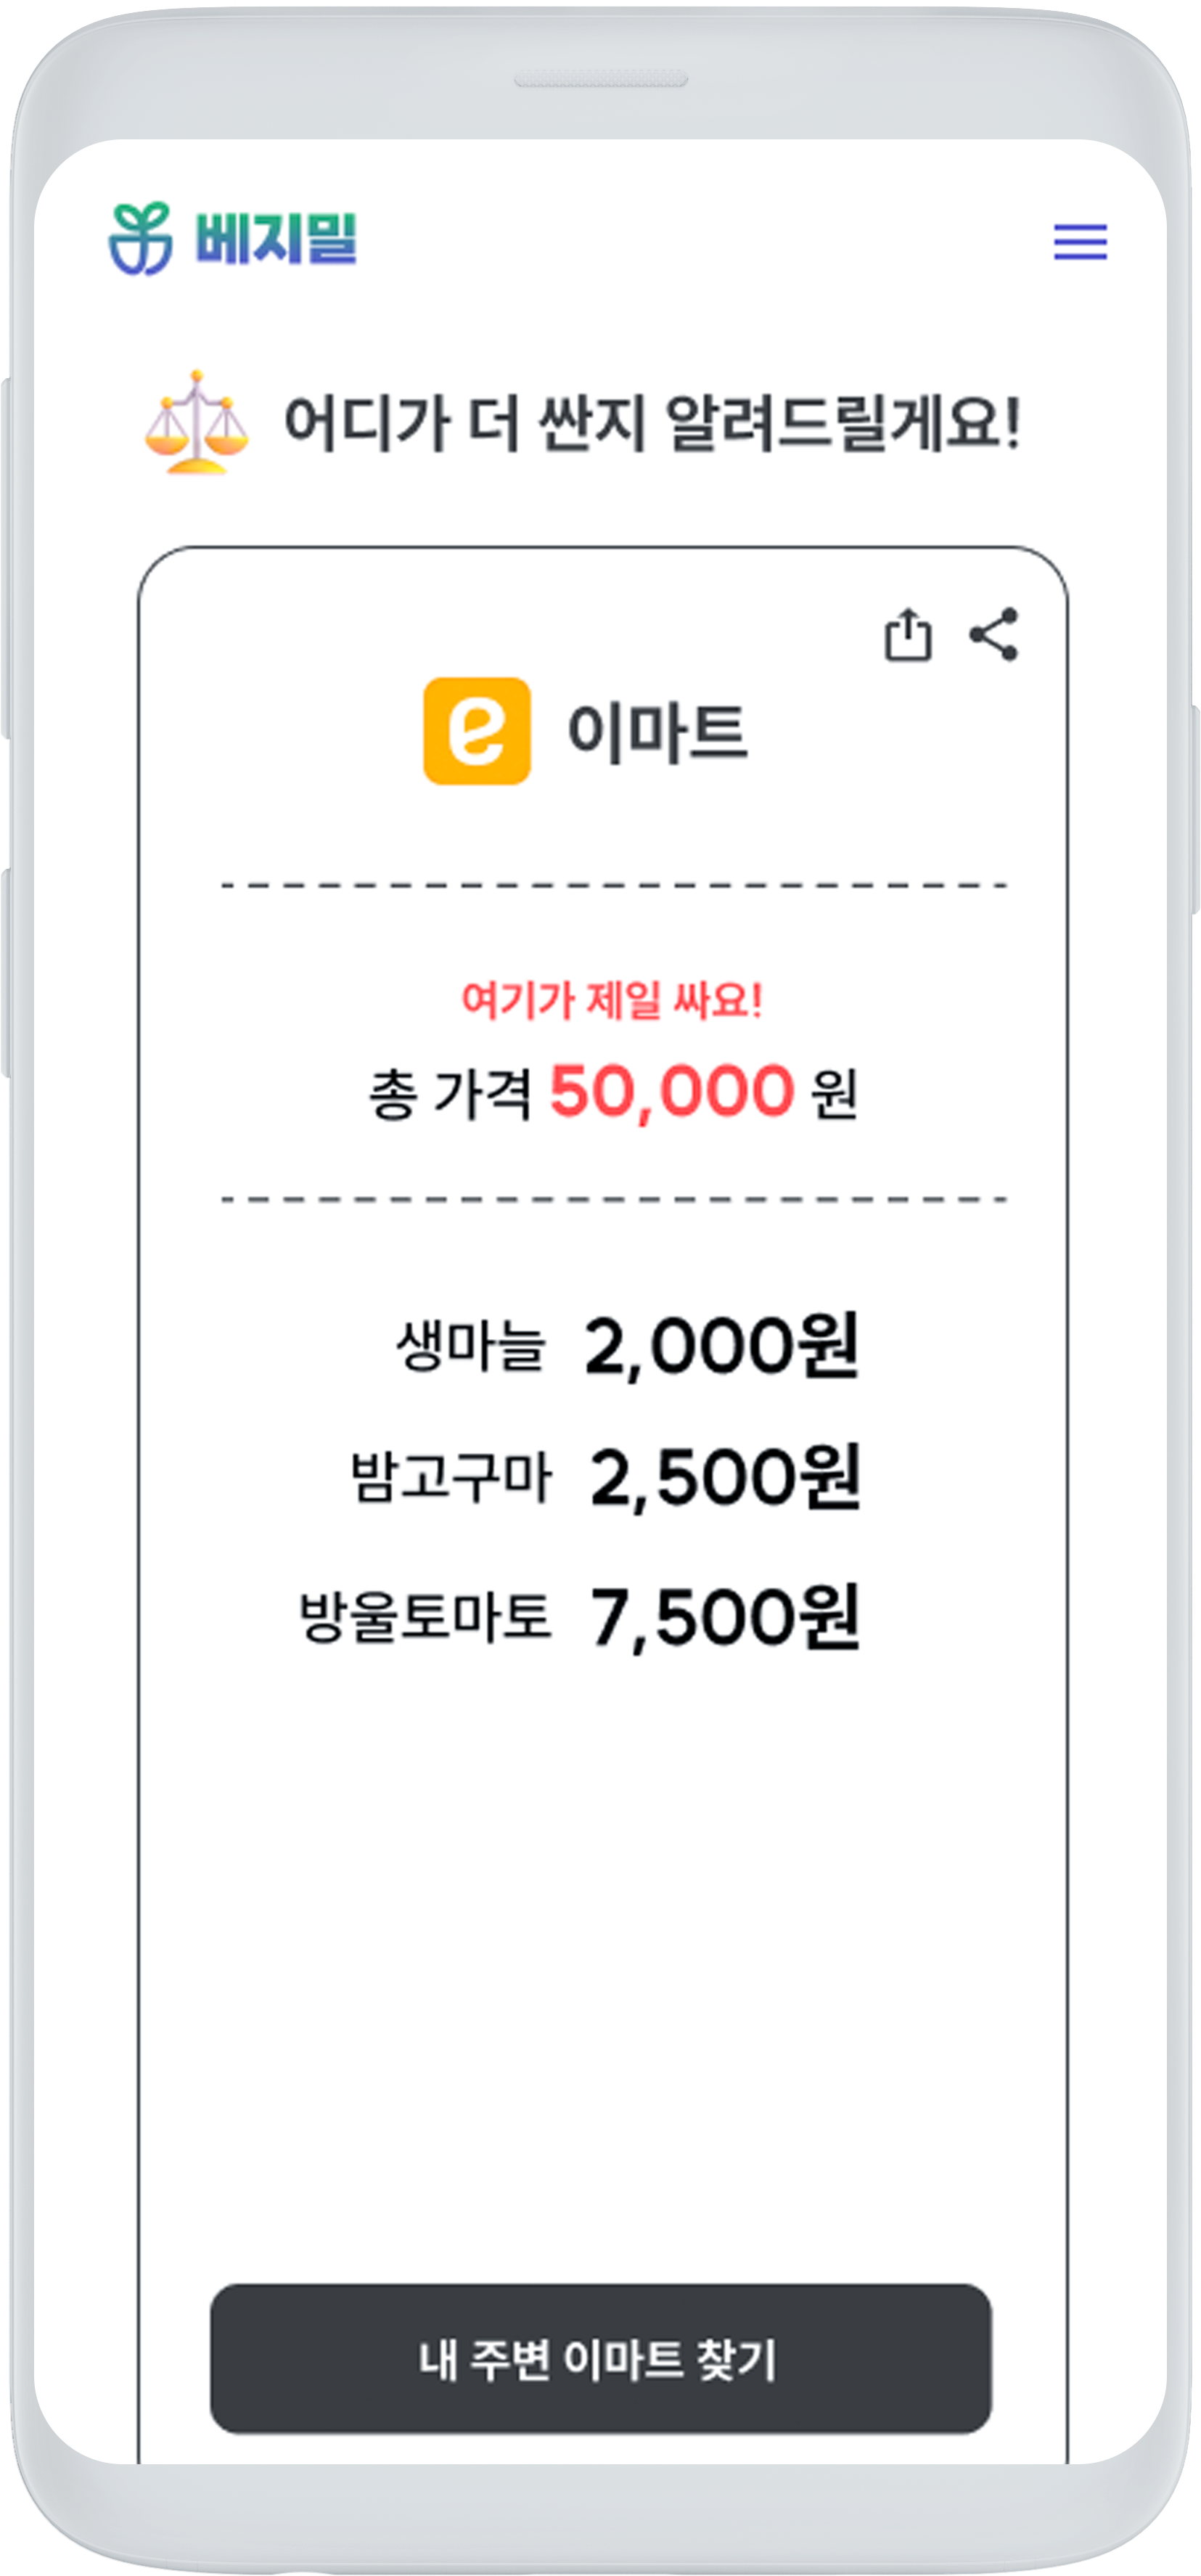 베지밀
어디가 더 싼지 알려드릴게요!
e 이마트
여기가 제일 싸요!
총 가격 50,000 원
생마늘 2,000원
밤고구마 2,500원
방울토마토 7,500원
내 주변 이마트 찾기